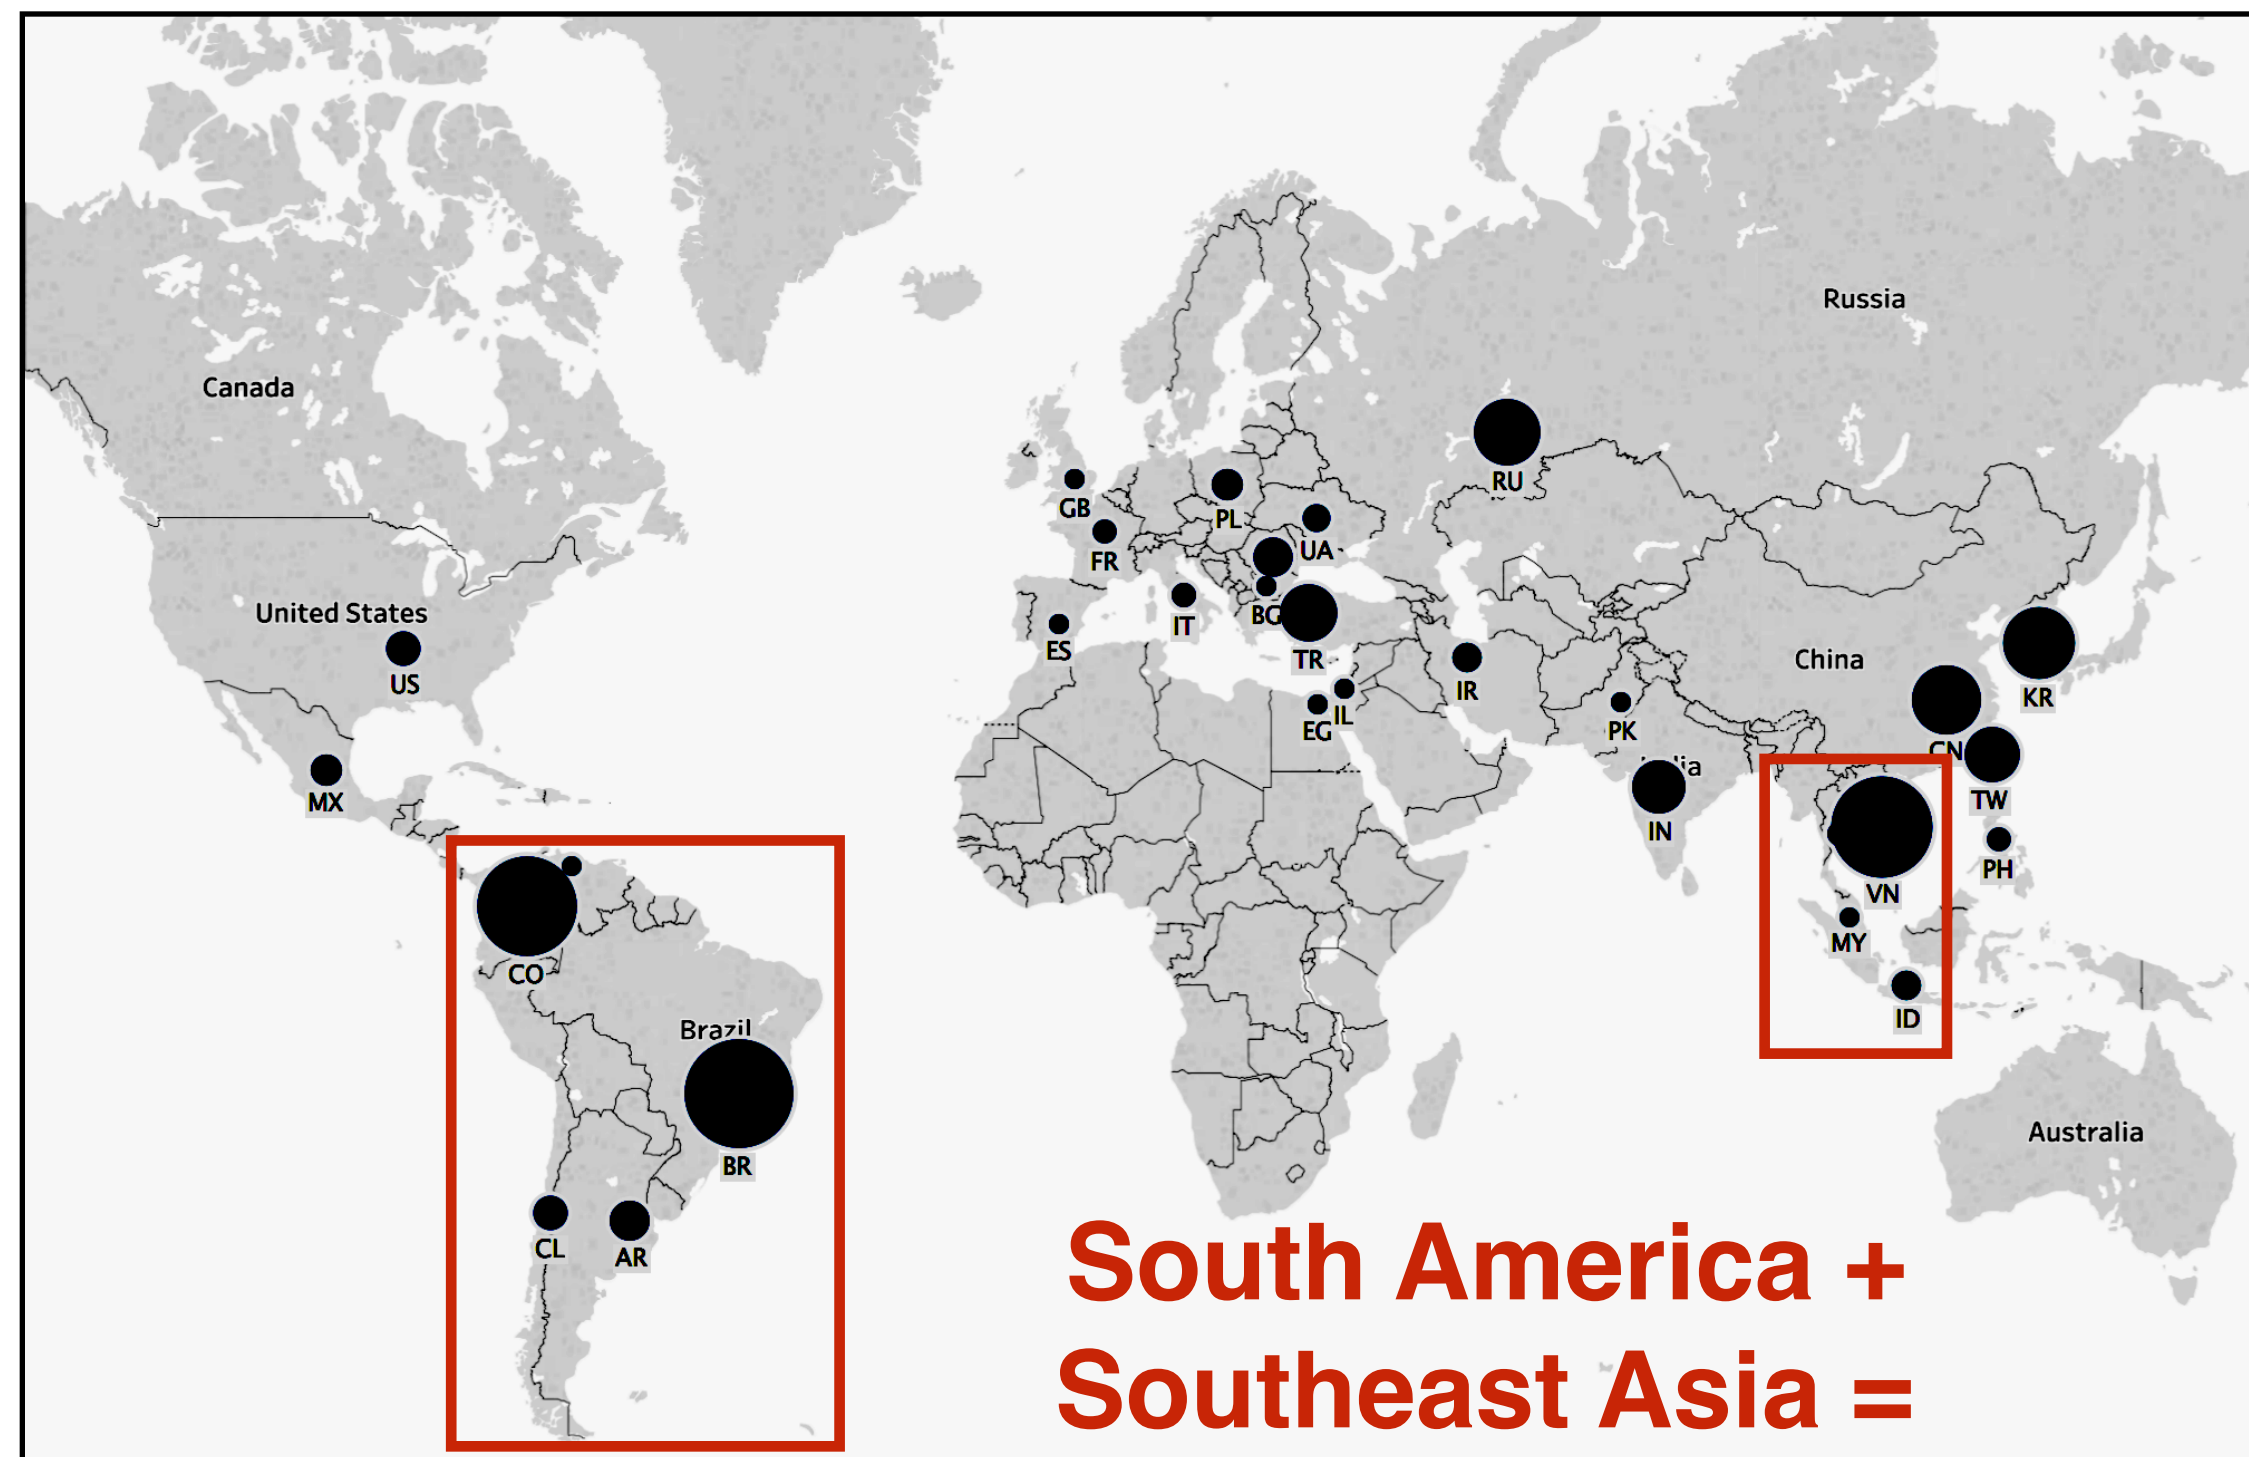 Russia
Canada
RU
GB
PL
FR
UA
United States
BG
IT
ES
TR
China
US
IR
KR
IL
EG
PK
CN
MX
TW
IN
PH
VN
MY
CO
ID
Brazil
Australia
BR
CL
AR
South America +
Southeast Asia =